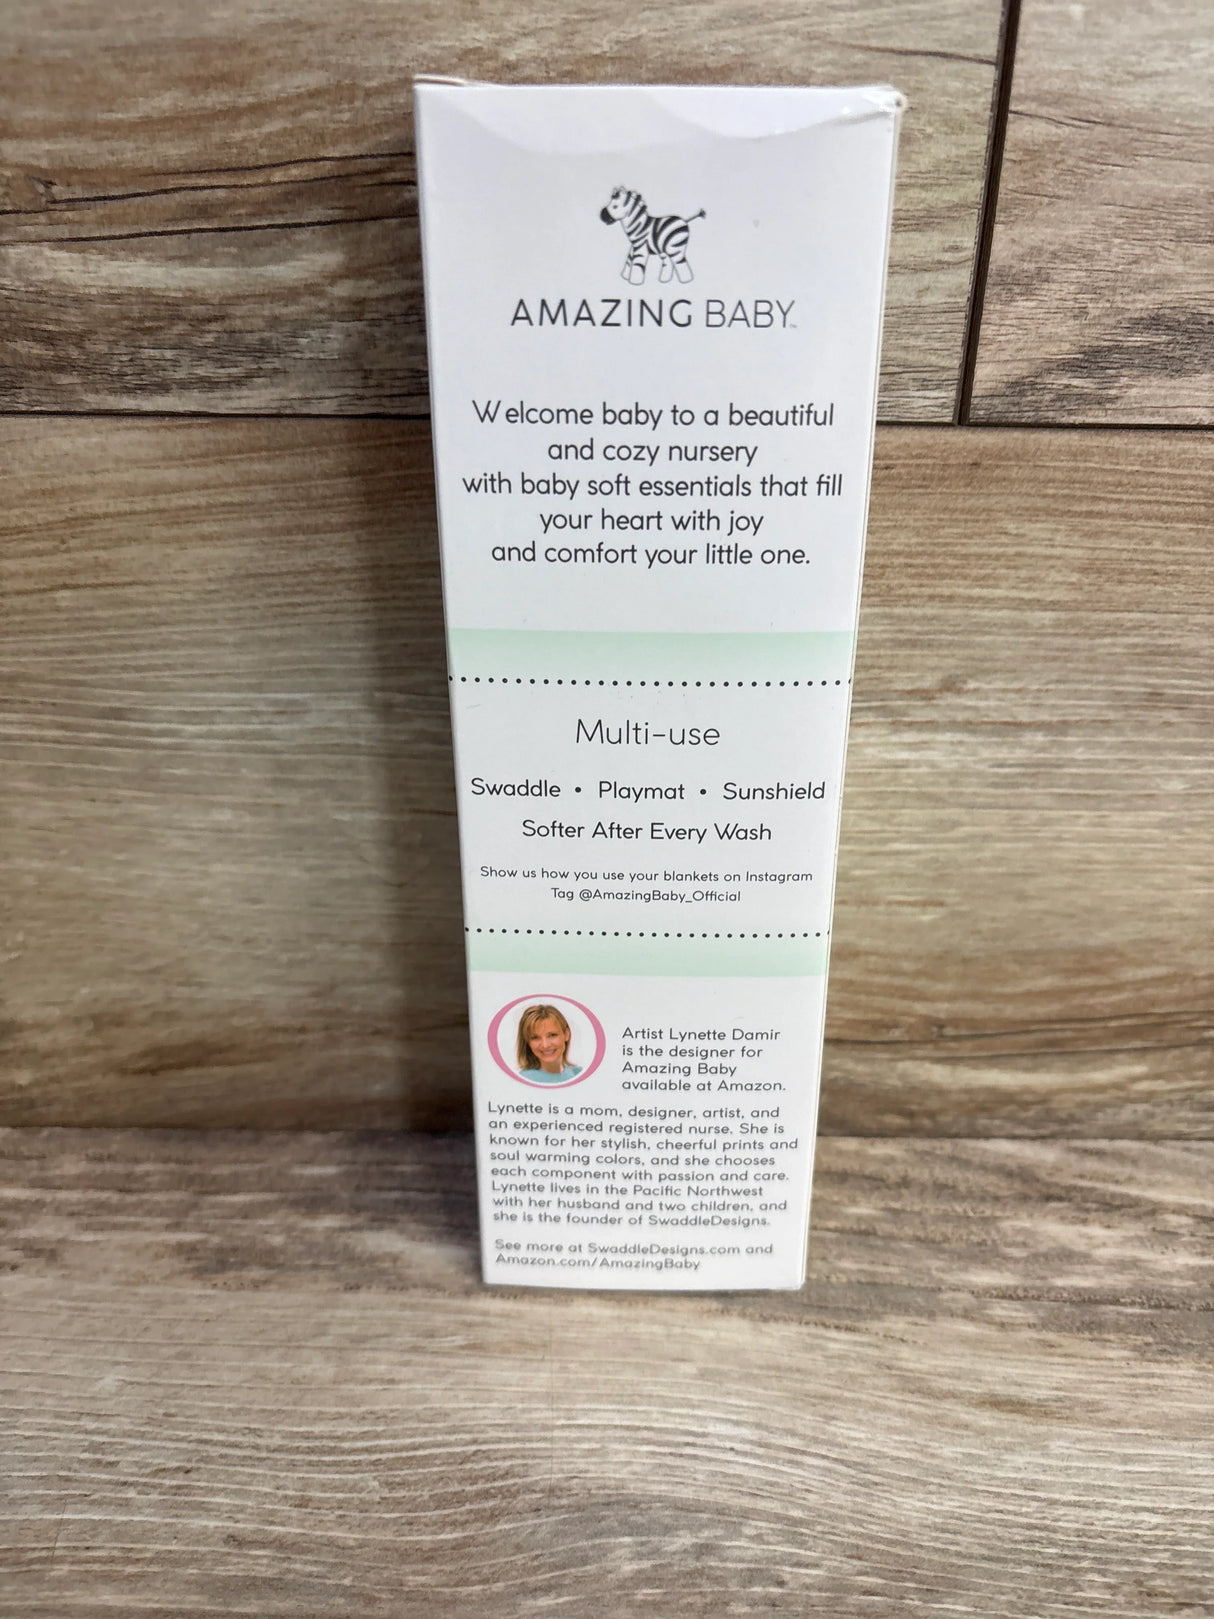 AMAZING BABY™
Welcome baby to a beautiful
and cozy nursery
with baby soft essentials that fill
your heart with joy
and comfort your little one.
Multi-use
Swaddle • Playmat • Sunshield
Softer After Every Wash
Show us how you use your blankets on Instagram
Tag @AmazingBaby_Official
Artist Lynette Damir
is the designer for
Amazing Baby
available at Amazon.
Lynette is a mom, designer, artist, and
an experienced registered nurse. She is
known for her stylish, cheerful prints and
soul warming colors, and she chooses
each component with passion and care.
Lynette lives in the Pacific Northwest
with her husband and two children, and
she is the founder of SwaddleDesigns.
See more at SwaddleDesigns.com and
Amazon.com/AmazingBaby